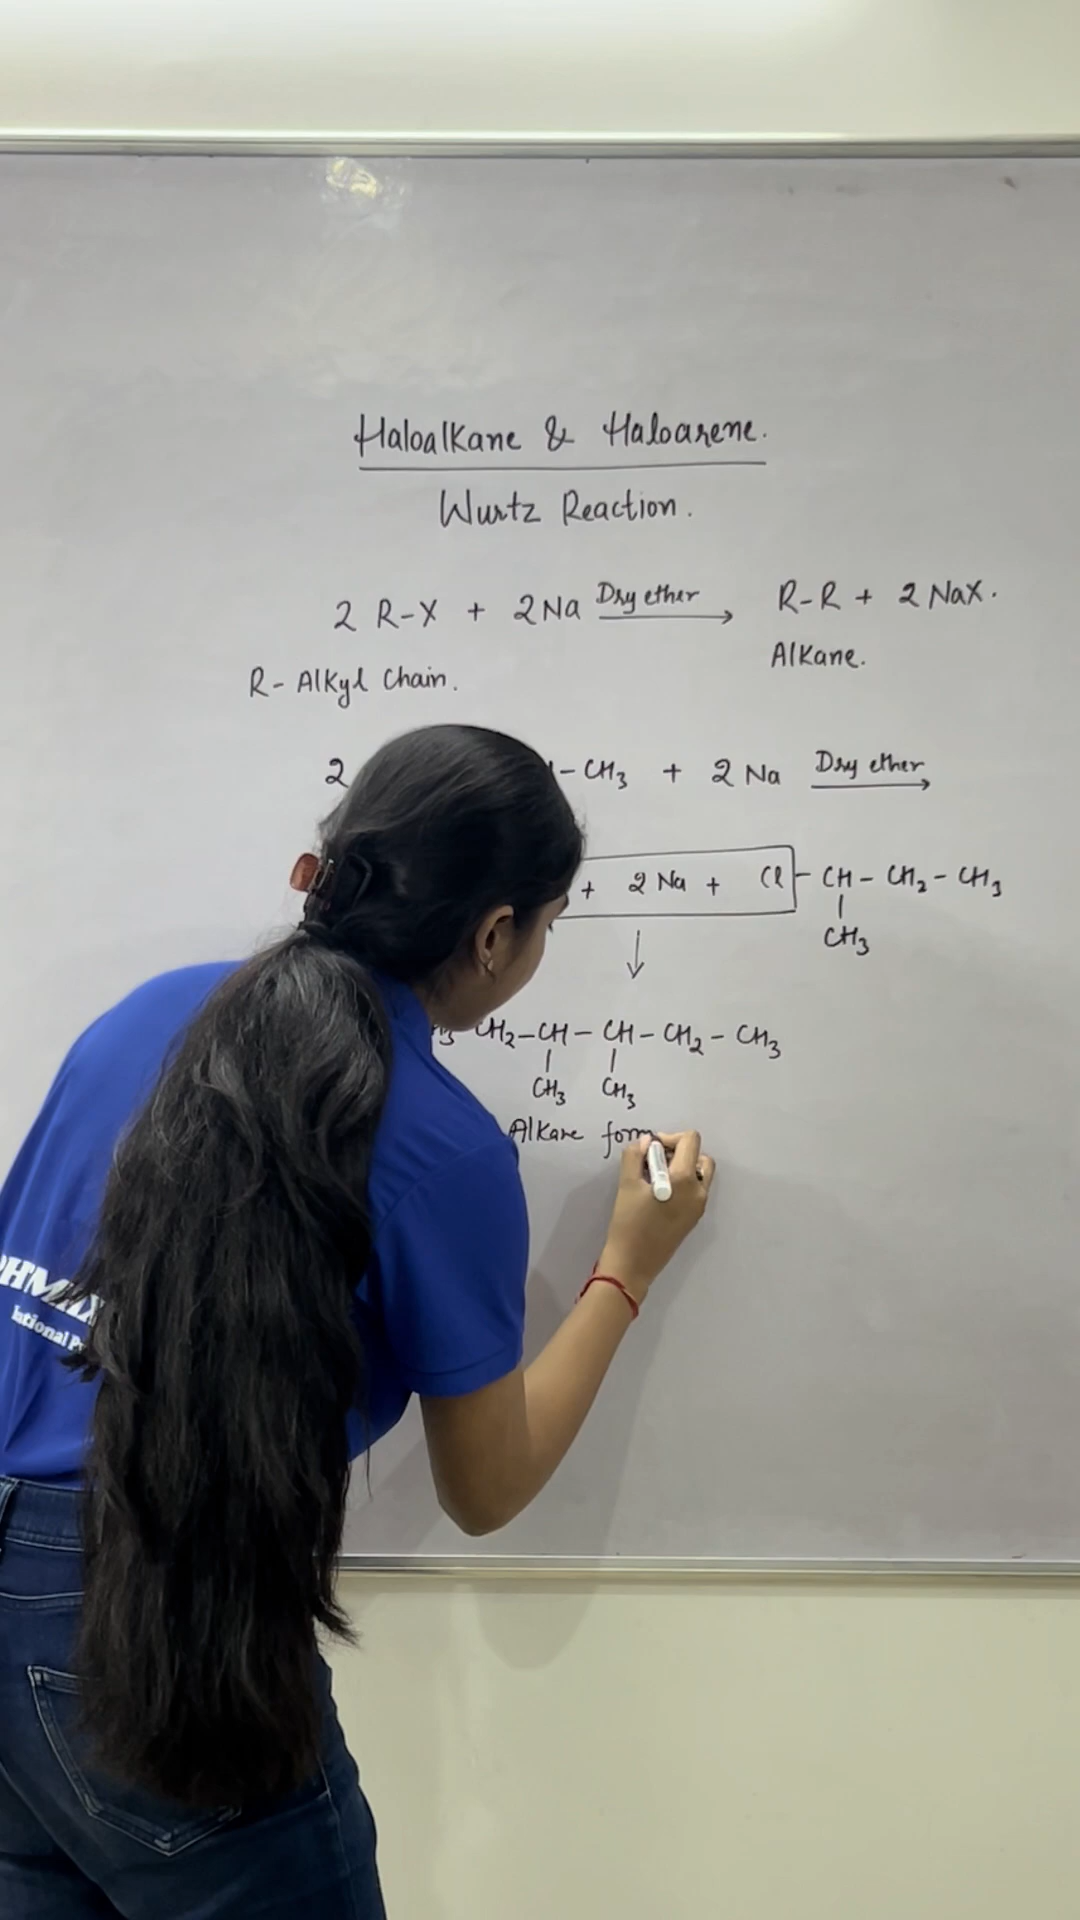 Haloalkane & Haloarene.
Wurtz Reaction.
2 R-X + 2Na Dry ether → R-R + 2 NaX.
Alkane.
R- Alkyl Chain.
2 -CH3 + 2 Na Dry ether →
+ 2 Na + Cl - CH - CH2 - CH3
CH3
CH2-CH-CH-CH2-CH3
CH3 CH3
Alkane form